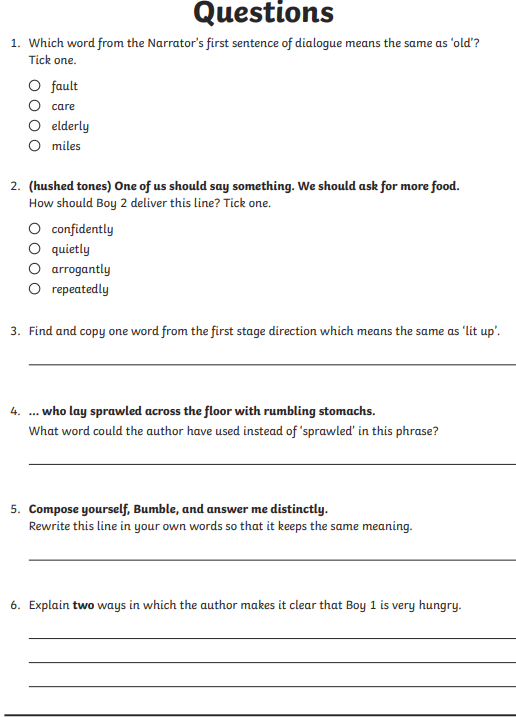 Questions
1. Which word from the Narrator's first sentence of dialogue means the same as 'old'?
Tick one.
fault
care
elderly
miles
2. (hushed tones) One of us should say something. We should ask for more food.
How should Boy 2 deliver this line? Tick one.
confidently
quietly
arrogantly
repeatedly
3. Find and copy one word from the first stage direction which means the same as 'lit up'.
4. ... who lay sprawled across the floor with rumbling stomachs.
What word could the author have used instead of 'sprawled' in this phrase?
5. Compose yourself, Bumble, and answer me distinctly.
Rewrite this line in your own words so that it keeps the same meaning.
6. Explain two ways in which the author makes it clear that Boy 1 is very hungry.